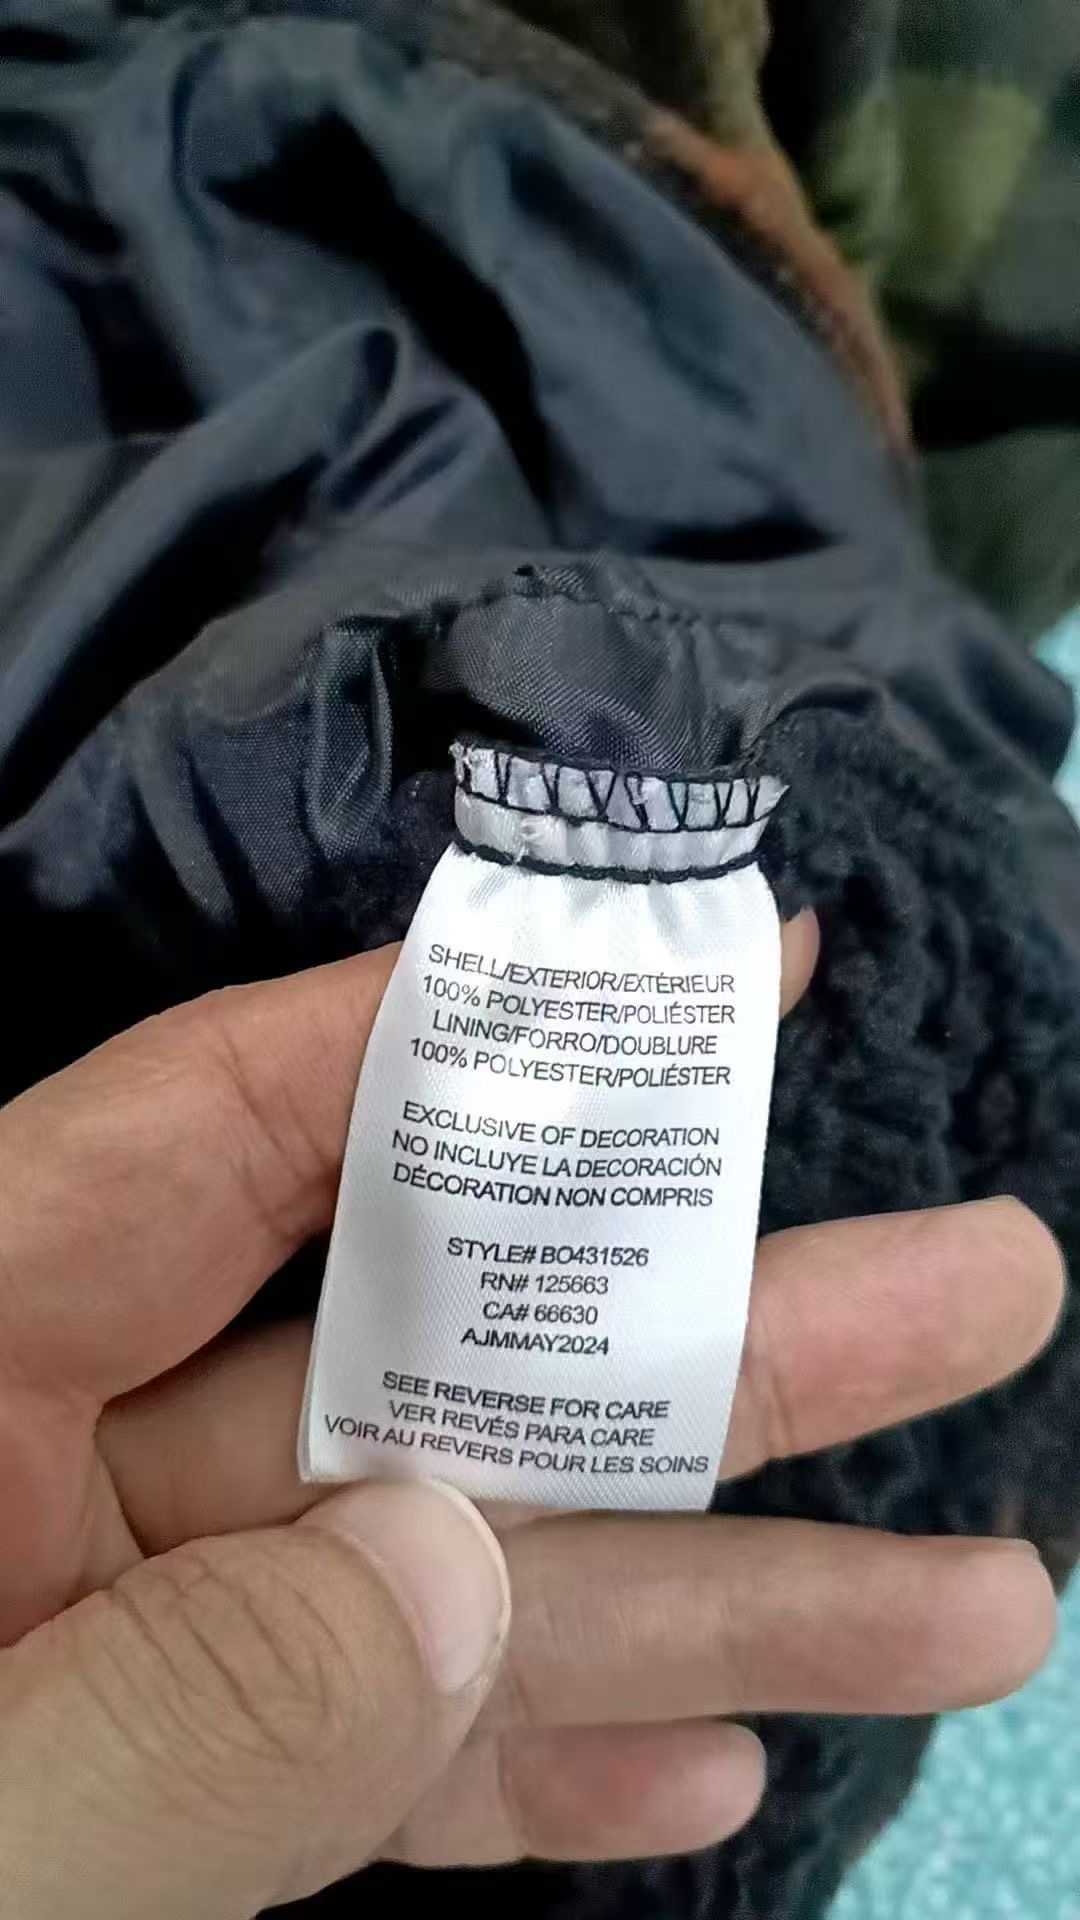 SHELL/EXTERIOR/EXTÉRIEUR
100% POLYESTER/POLIÉSTER
LINING/FORRO/DOUBLURE
100% POLYESTER/POLIÉSTER
EXCLUSIVE OF DECORATION
NO INCLUYE LA DECORACIÓN
DÉCORATION NON COMPRIS
STYLE# BO431526
RN# 125663
CA# 66630
AJMMAY2024
SEE REVERSE FOR CARE
VER REVÉS PARA CARE
VOIR AU REVERS POUR LES SOINS